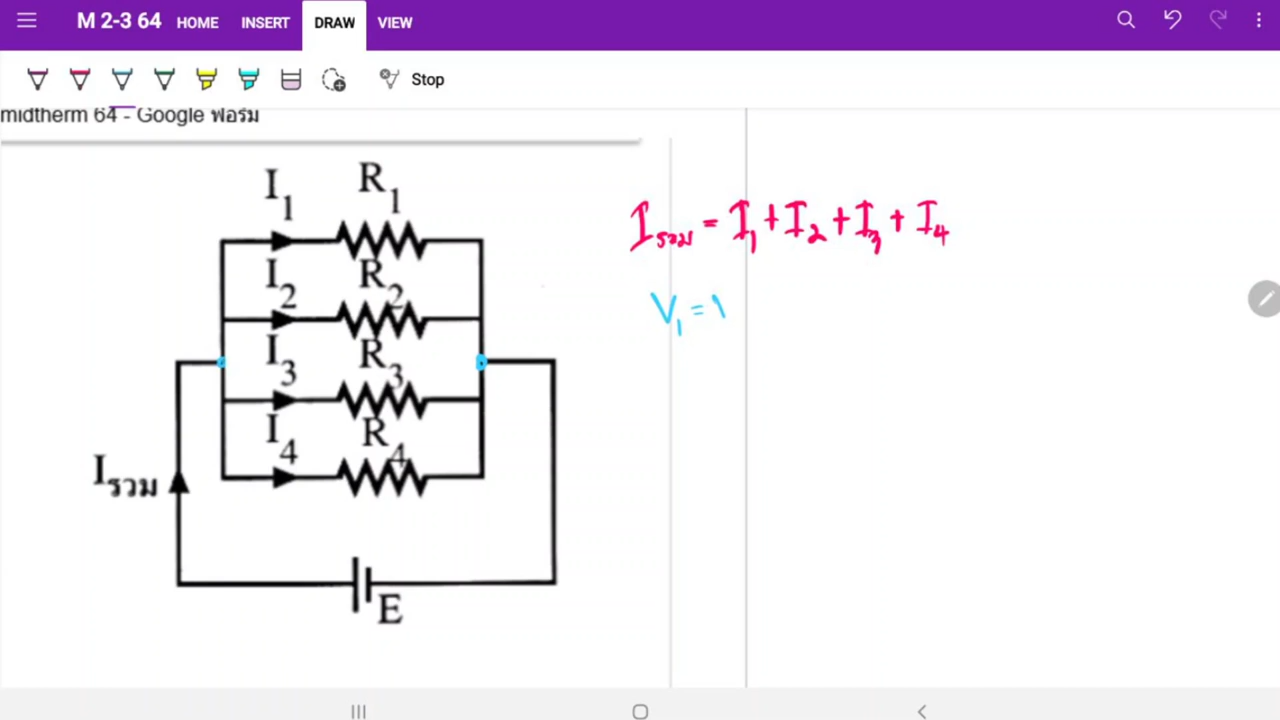 M 2-3 64 HOME INSERT DRAW VIEW
Stop
midtherm 64 - Google ฟอร์ม
I1 R1
I2 R2
I3 R3
I4 R4
Iรวม
E
Iรวม = I1 + I2 + I3 + I4
V1 = \